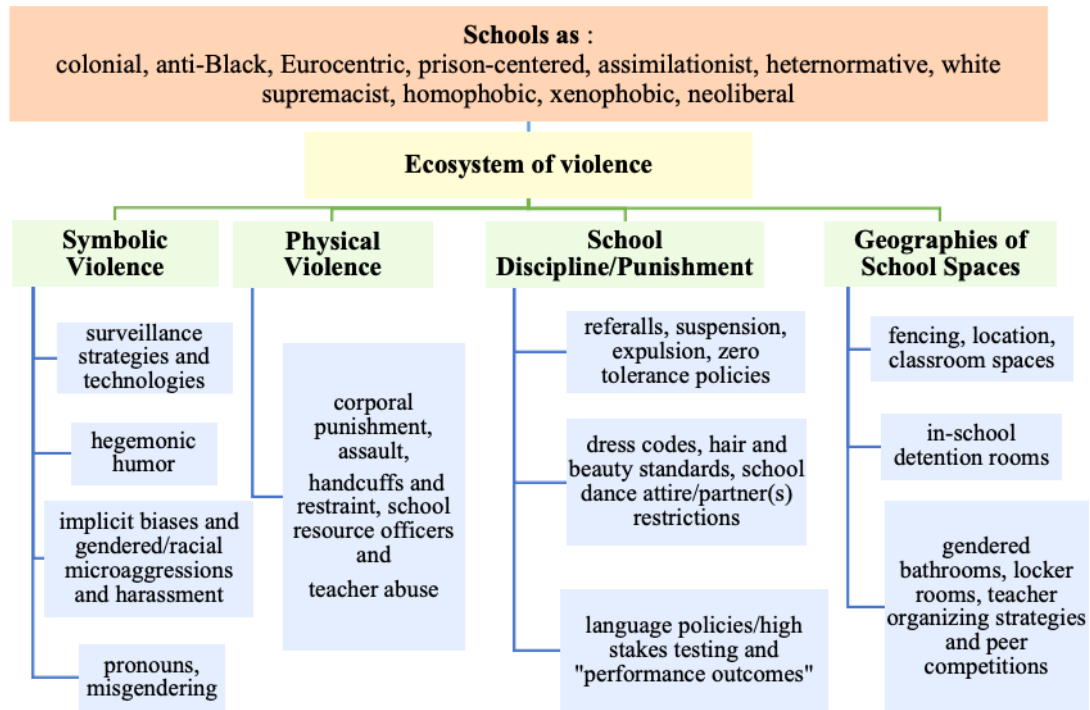 Schools as :
colonial, anti-Black, Eurocentric, prison-centered, assimilationist, heternormative, white
supremacist, homophobic, xenophobic, neoliberal
Ecosystem of violence
Symbolic
Violence
surveillance
strategies and
technologies
hegemonic
humor
implicit biases and
gendered/racial
microaggressions
and harassment
pronouns,
misgendering
Physical
Violence
corporal
punishment,
assault,
handcuffs and
restraint, school
resource officers
and
teacher abuse
School
Discipline/Punishment
referalls, suspension,
expulsion, zero
tolerance policies
dress codes, hair and
beauty standards, school
dance attire/partner(s)
restrictions
language policies/high
stakes testing and
"performance outcomes"
Geographies of
School Spaces
fencing, location,
classroom spaces
in-school
detention rooms
gendered
bathrooms, locker
rooms, teacher
organizing strategies
and peer
competitions